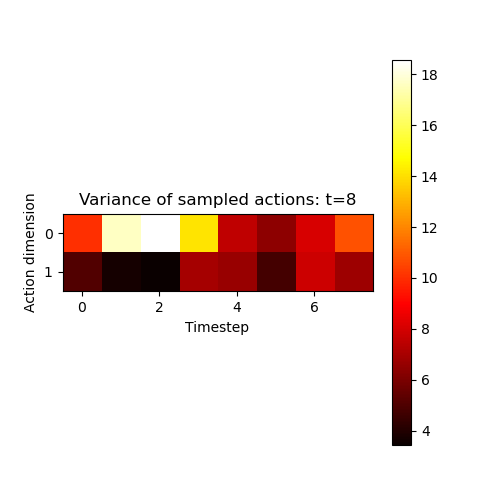 Variance of sampled actions: t=8
Action dimension
0
1
0 2 4 6
Timestep
18
16
14
12
10
8
6
4